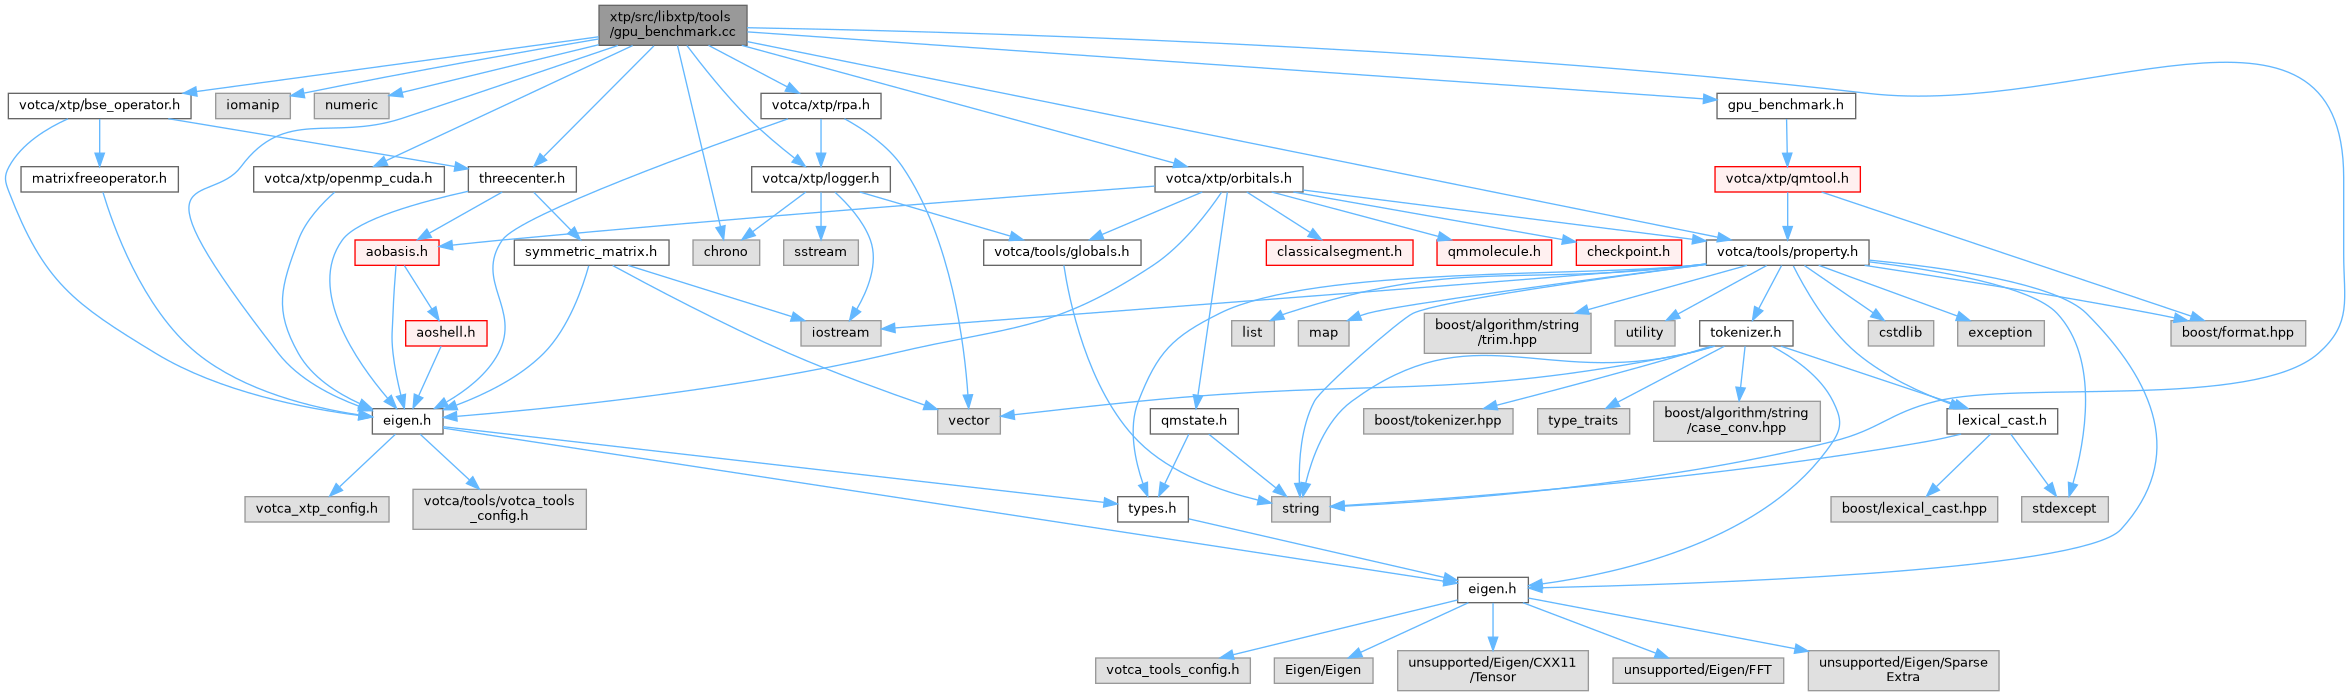 xtp/src/libxtp/tools
/gpu_benchmark.cc
votca/xtp/bse_operator.h
iomanip
numeric
votca/xtp/rpa.h
gpu_benchmark.h
matrixfreeoperator.h
votca/xtp/openmp_cuda.h
threecenter.h
votca/xtp/logger.h
votca/xtp/orbitals.h
votca/xtp/qmtool.h
aobasis.h
symmetric_matrix.h
chrono
sstream
votca/tools/globals.h
classicalsegment.h
qmmolecule.h
checkpoint.h
votca/tools/property.h
aoshell.h
iostream
list
map
boost/algorithm/string
/trim.hpp
utility
tokenizer.h
cstdlib
exception
boost/format.hpp
eigen.h
vector
qmstate.h
boost/tokenizer.hpp
type_traits
boost/algorithm/string
/case_conv.hpp
lexical_cast.h
votca_xtp_config.h
votca/tools/votca_tools
_config.h
types.h
string
boost/lexical_cast.hpp
stdexcept
eigen.h
votca_tools_config.h
Eigen/Eigen
unsupported/Eigen/CXX11
/Tensor
unsupported/Eigen/FFT
unsupported/Eigen/Sparse
Extra